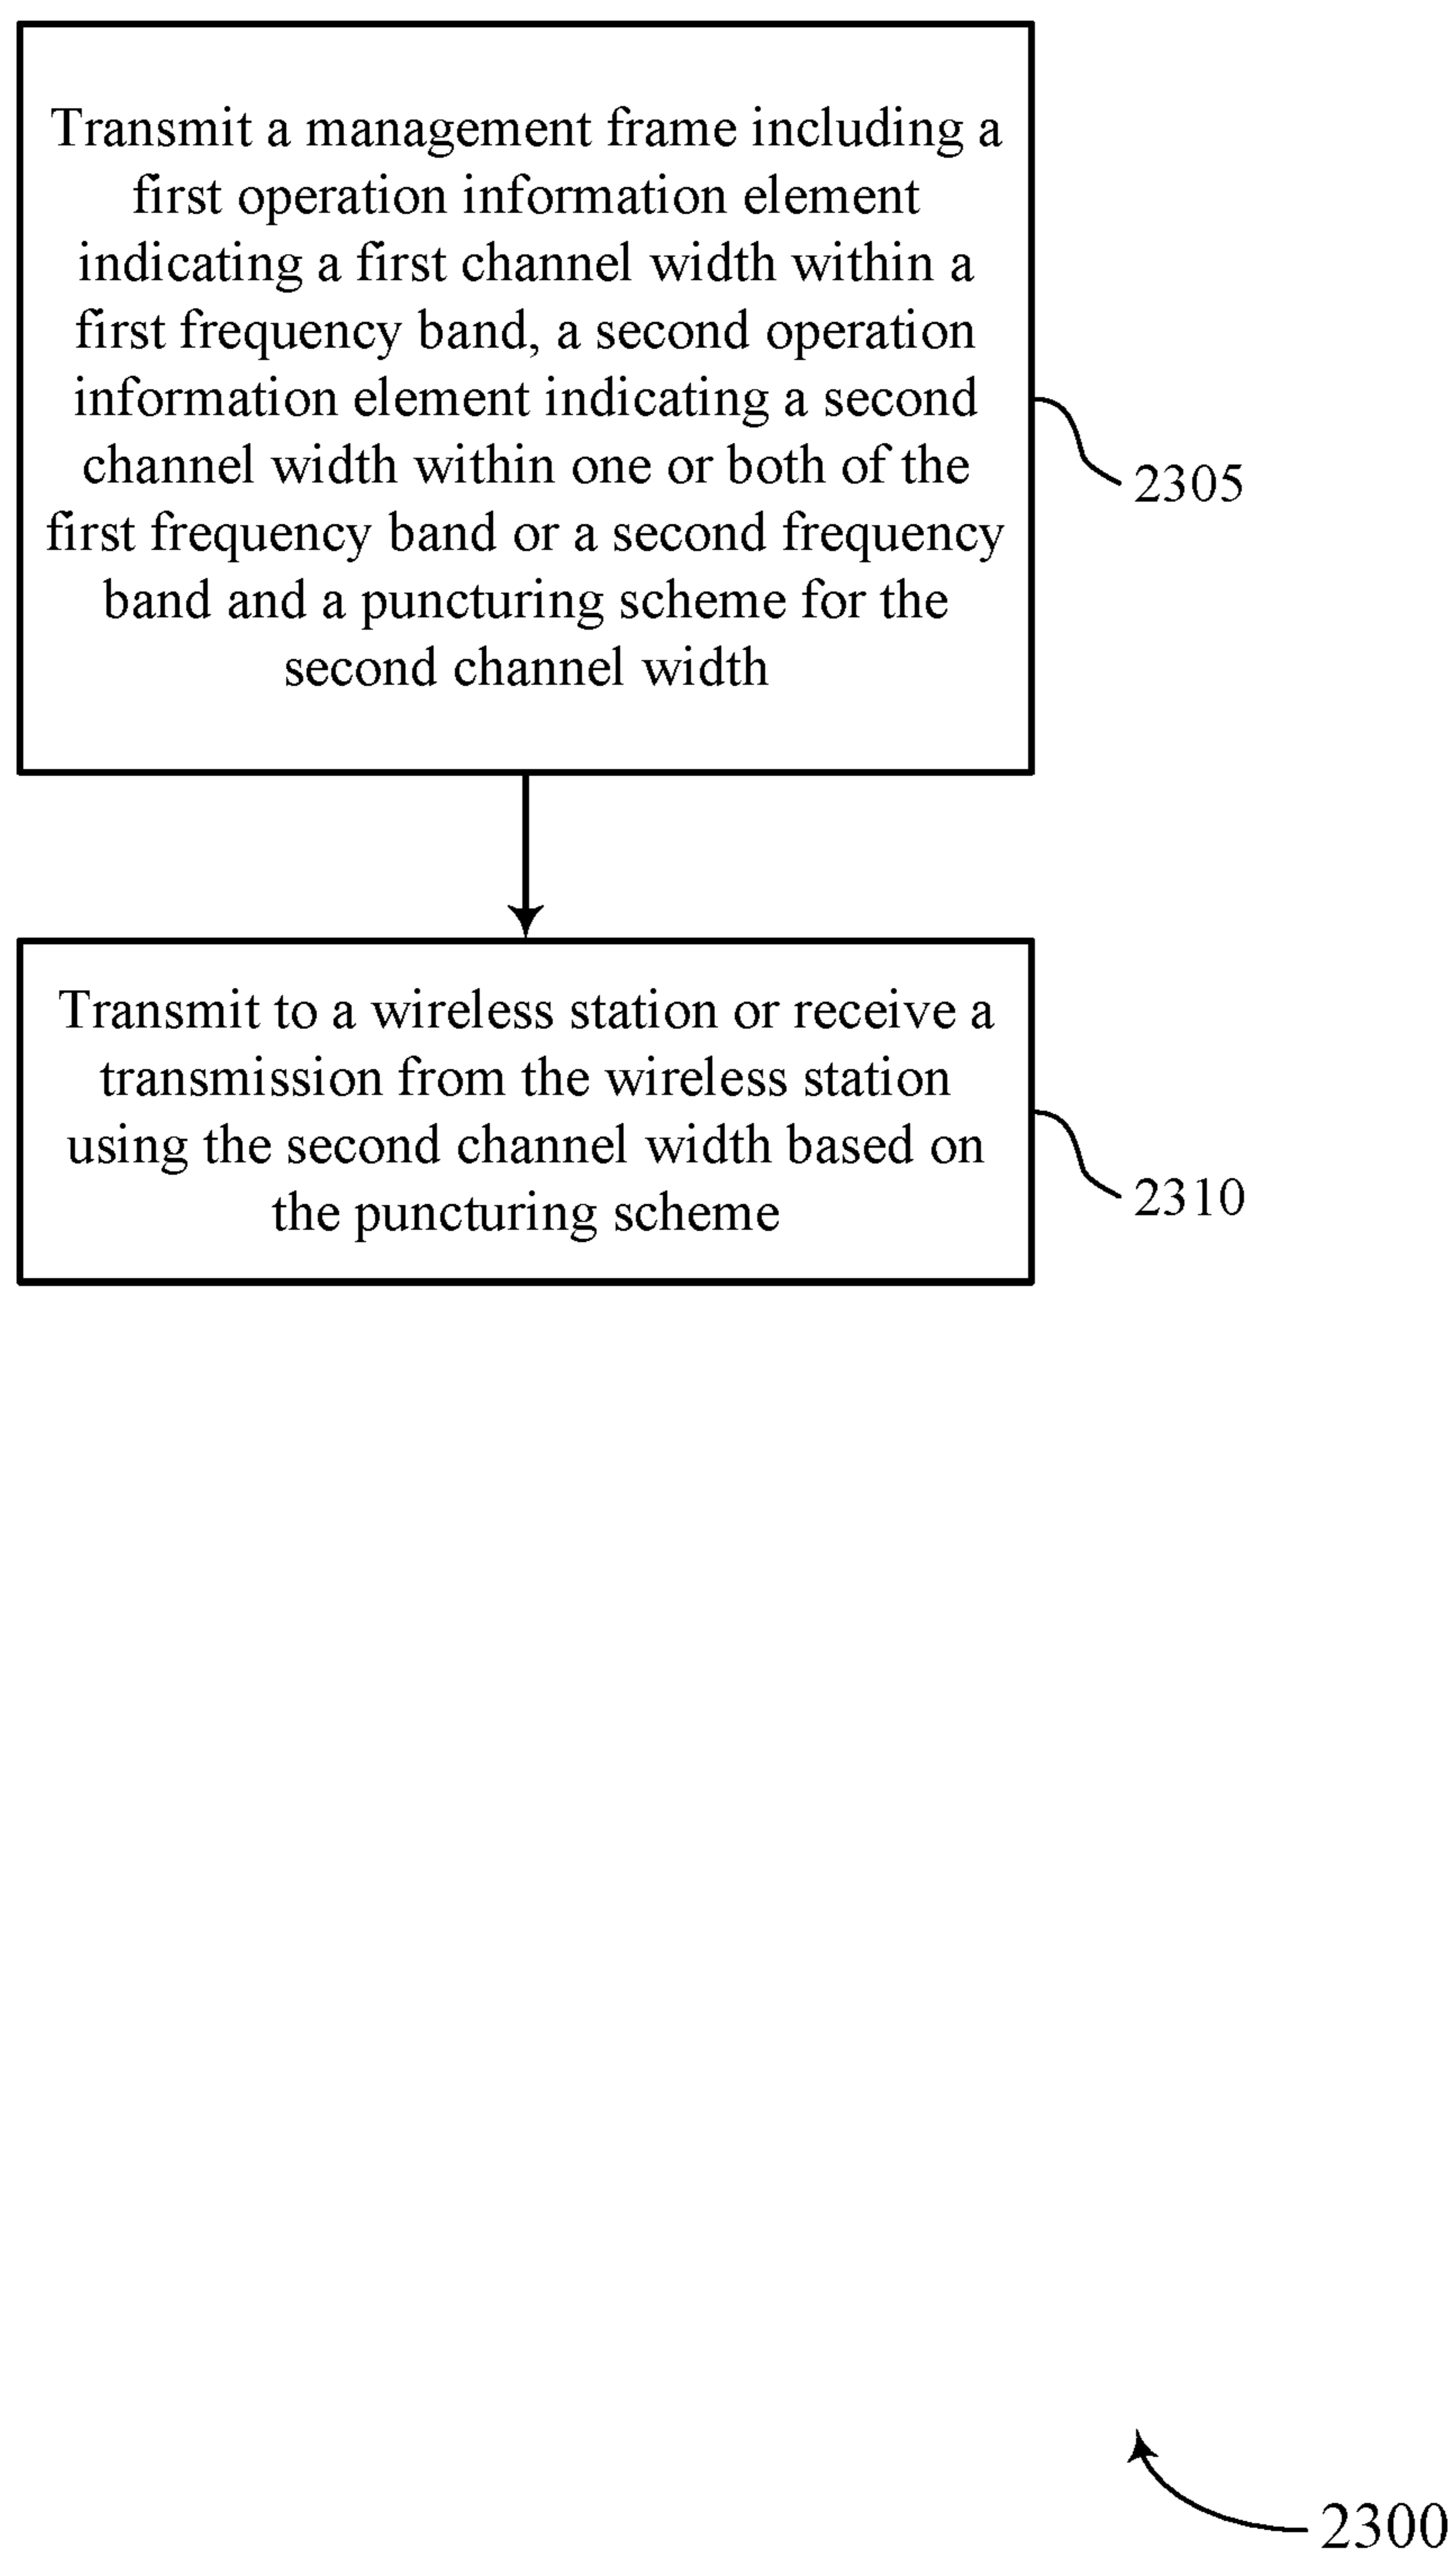 Transmit a management frame including a
first operation information element
indicating a first channel width within a
first frequency band, a second operation
information element indicating a second
channel width within one or both of the
first frequency band or a second frequency
band and a puncturing scheme for the
second channel width
2305
Transmit to a wireless station or receive a
transmission from the wireless station
using the second channel width based on
the puncturing scheme
2310
2300